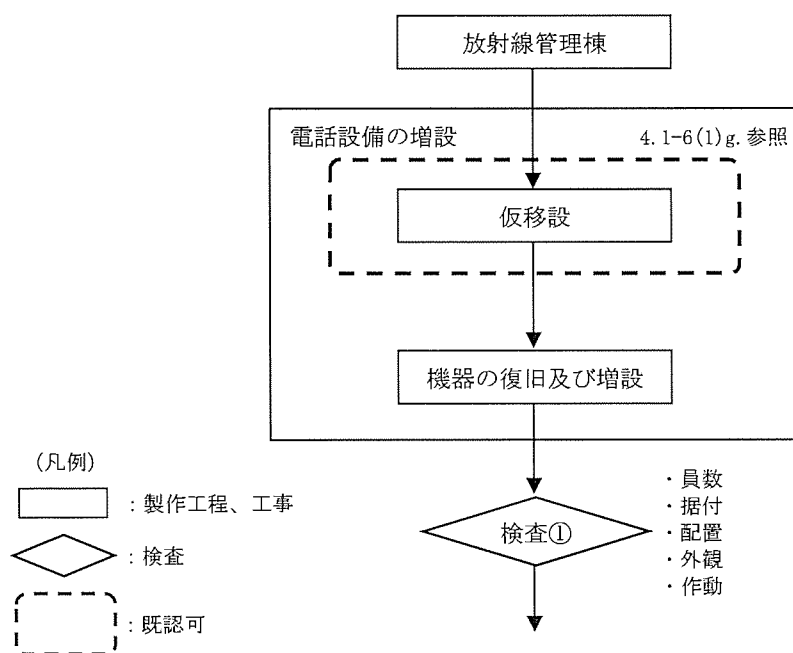 放射線管理棟
電話設備の増設
4.1-6(1)g.参照
仮移設
機器の復旧及び増設
検査①
・員数
・据付
・配置
・外観
・作動
(凡例)
：製作工程、工事
：検査
：既認可